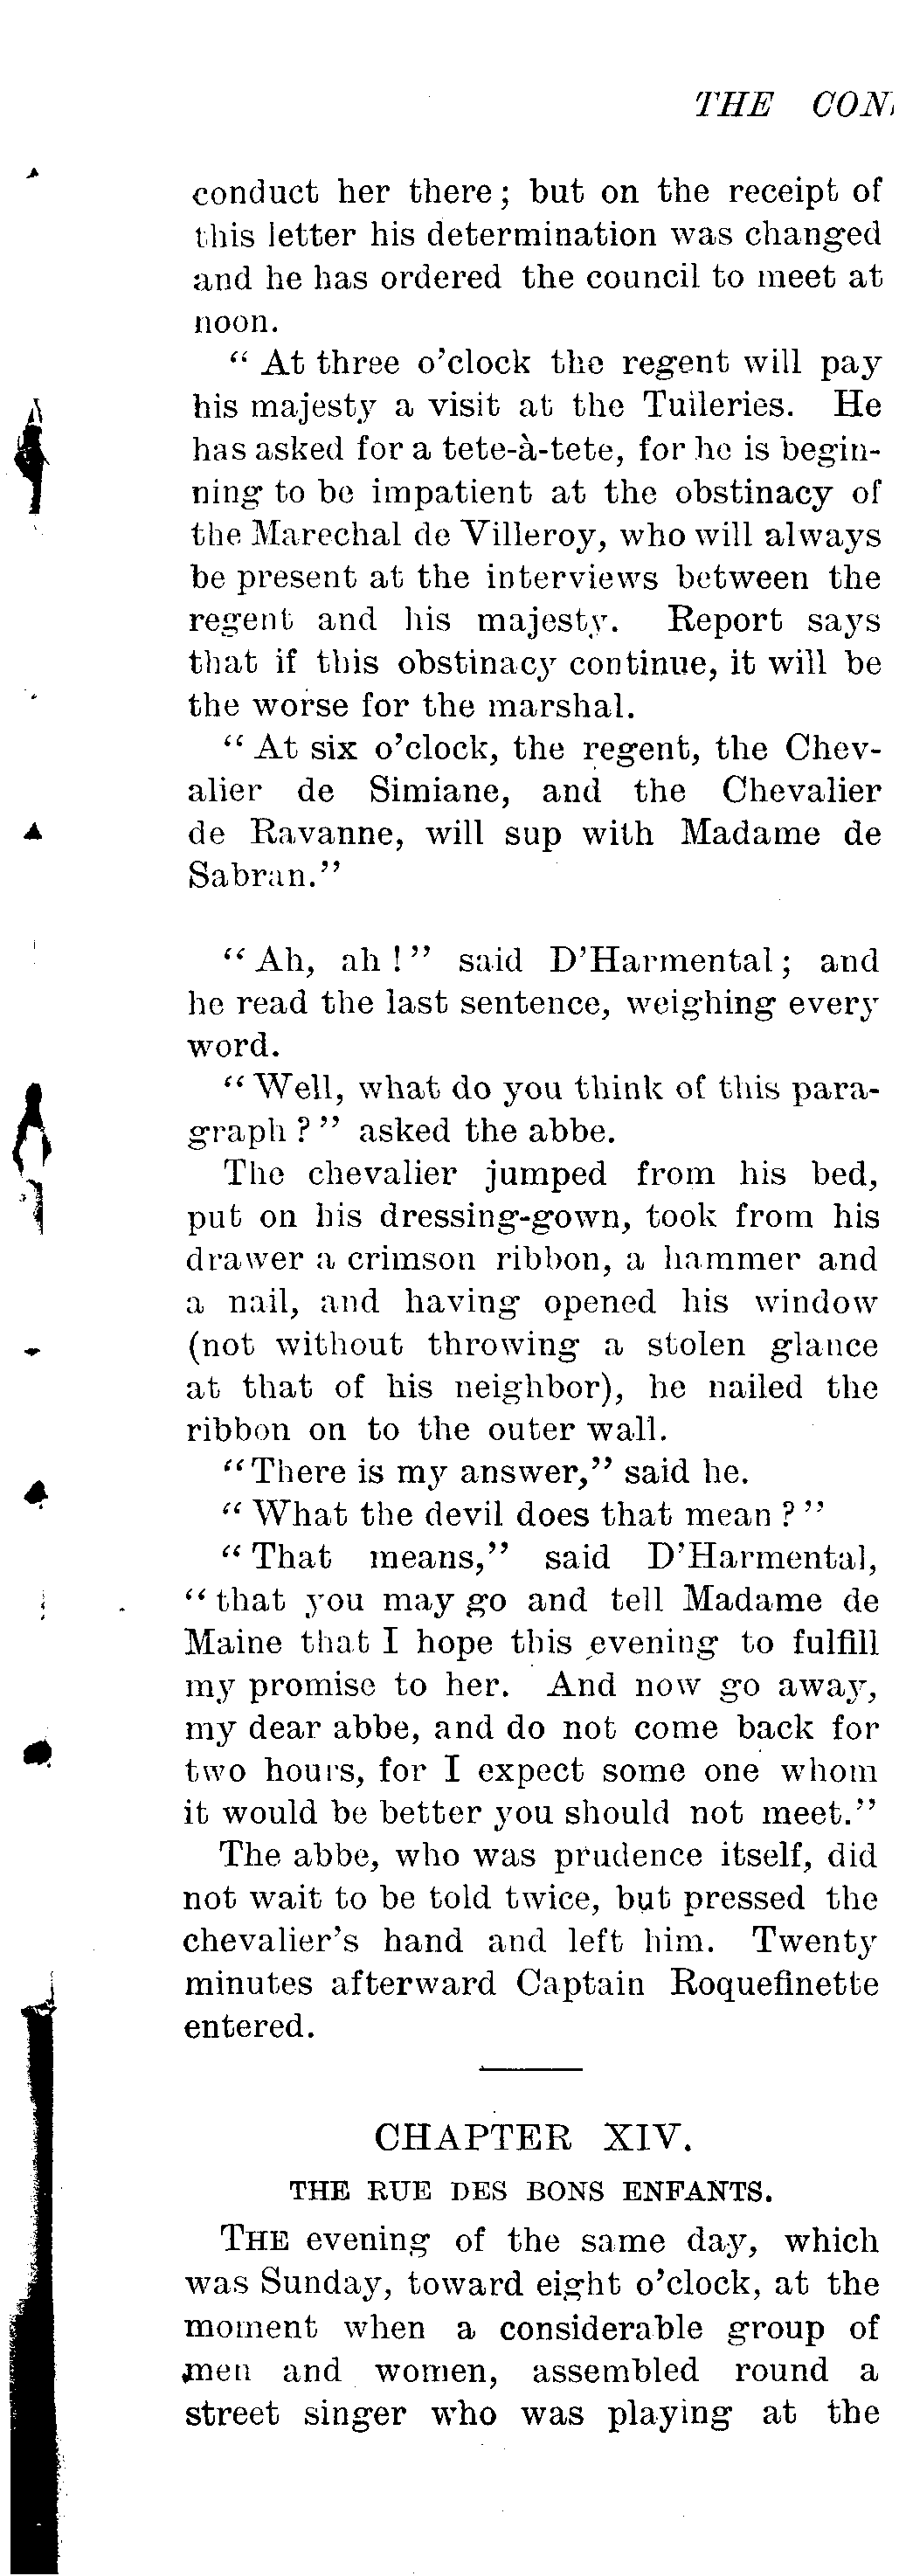 THE CON
conduct her there; but on the receipt of
this letter his determination was changed
and he has ordered the council to meet at
noon.
“ At three o’clock the regent will pay
his majesty a visit at the Tuileries. He
has asked for a tete-à-tete, for he is begin-
ning to be impatient at the obstinacy of
the Marechal de Villeroy, who will always
be present at the interviews between the
regent and his majesty. Report says
that if this obstinacy continue, it will be
the worse for the marshal.
“ At six o’clock, the regent, the Chev-
alier de Simiane, and the Chevalier
de Ravanne, will sup with Madame de
Sabran.”
“ Ah, ah !” said D’Harmental; and
he read the last sentence, weighing every
word.
“ Well, what do you think of this para-
graph ? ” asked the abbe.
The chevalier jumped from his bed,
put on his dressing-gown, took from his
drawer a crimson ribbon, a hammer and
a nail, and having opened his window
(not without throwing a stolen glance
at that of his neighbor), he nailed the
ribbon on to the outer wall.
“There is my answer,” said he.
“ What the devil does that mean ? ”
“ That means,” said D’Harmental,
“ that you may go and tell Madame de
Maine that I hope this evening to fulfill
my promise to her. And now go away,
my dear abbe, and do not come back for
two hours, for I expect some one whom
it would be better you should not meet.”
The abbe, who was prudence itself, did
not wait to be told twice, but pressed the
chevalier’s hand and left him. Twenty
minutes afterward Captain Roquefinette
entered.
CHAPTER XIV.
THE RUE DES BONS ENFANTS.
THE evening of the same day, which
was Sunday, toward eight o’clock, at the
moment when a considerable group of
men and women, assembled round a
street singer who was playing at the